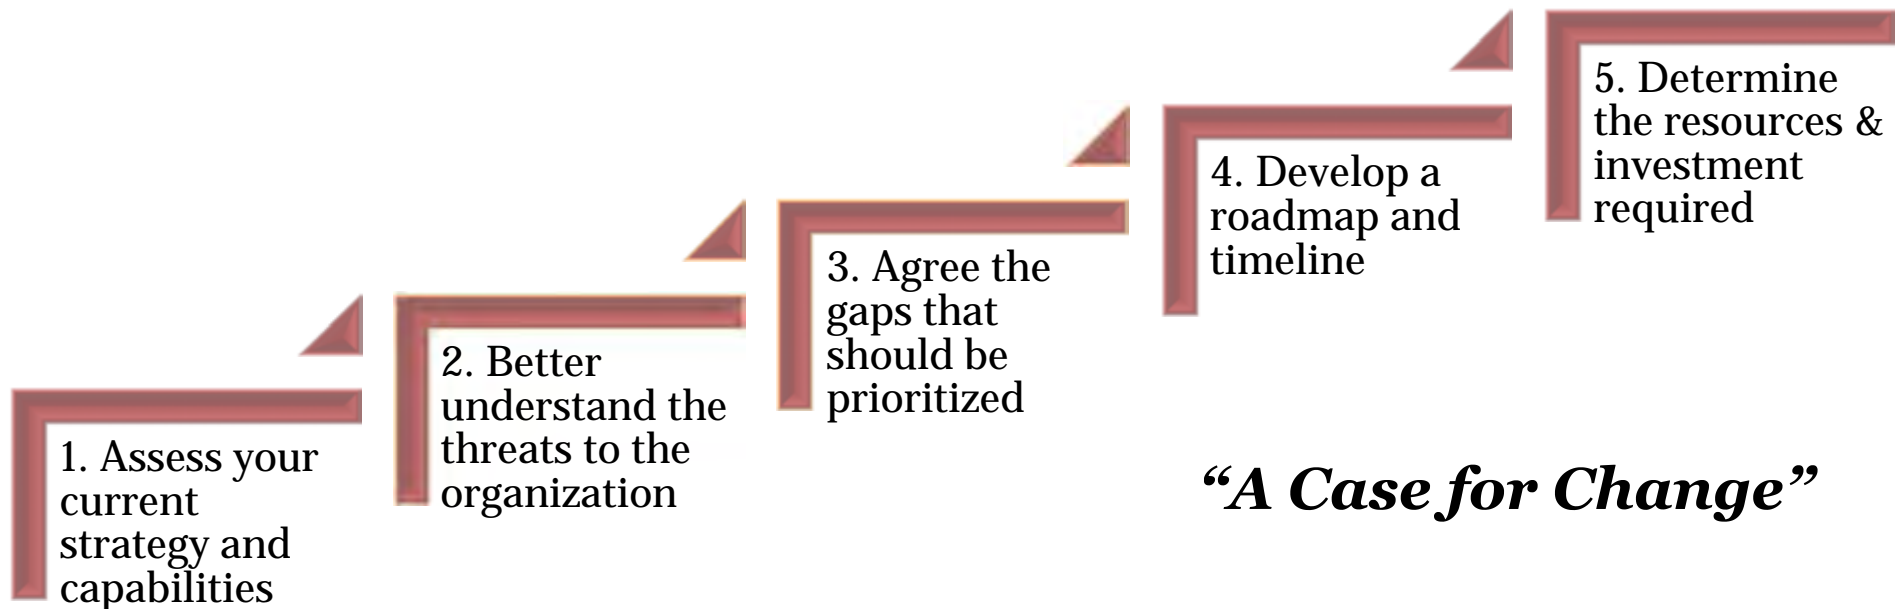 1. Assess your
current
strategy and
capabilities
2. Better
understand the
threats to the
organization
3. Agree the
gaps that
should be
prioritized
4. Develop a
roadmap and
timeline
5. Determine
the resources &
investment
required
“A Case for Change”